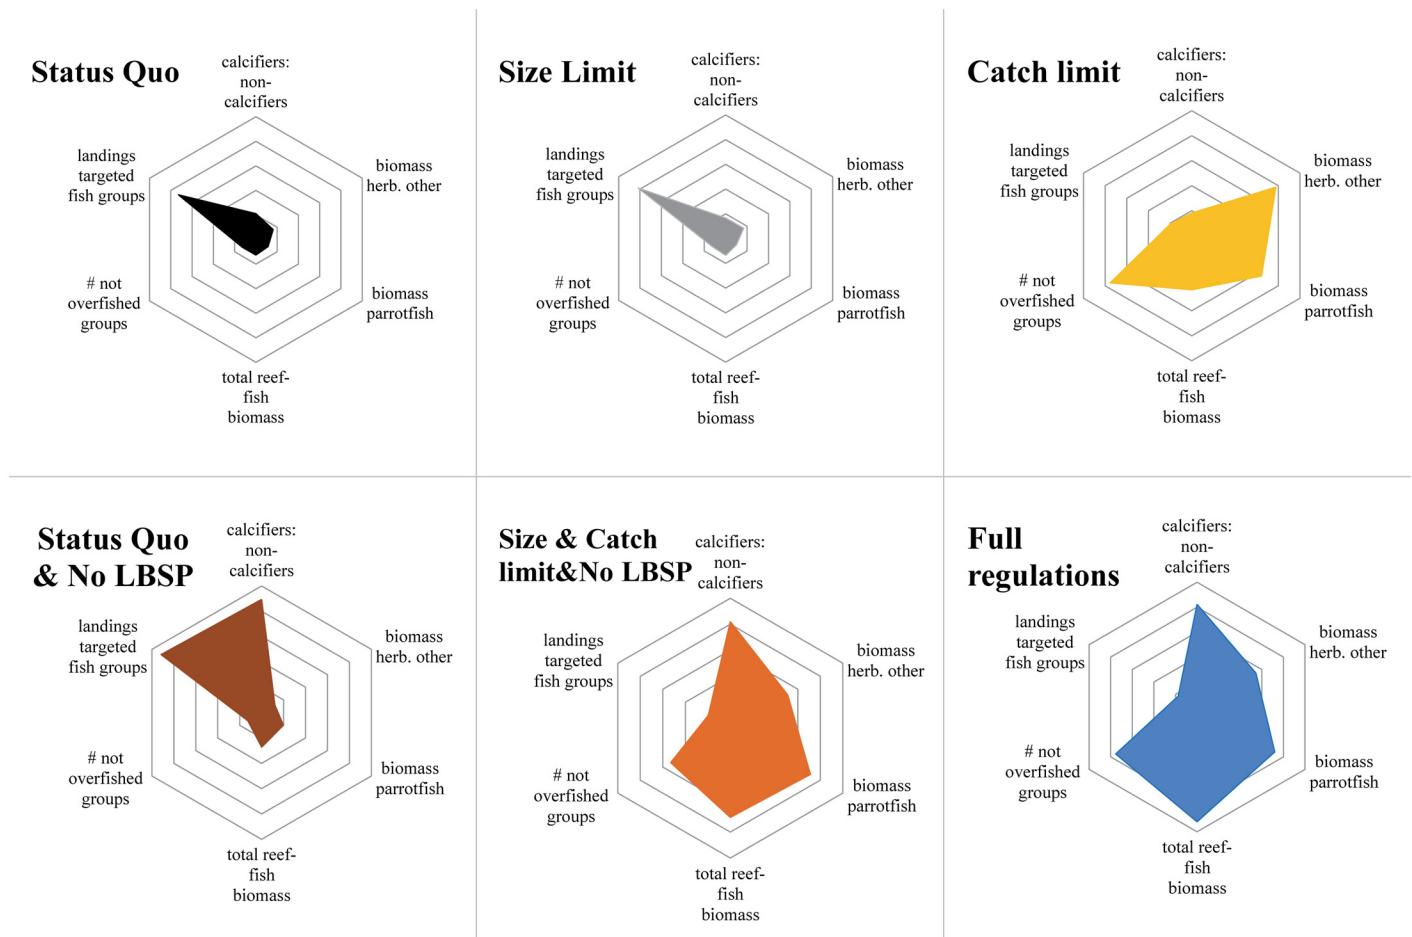 Status Quo
calcifiers:
non-
calcifiers
landings
targeted
fish groups
biomass
herb. other
# not
overfished
groups
biomass
parrotfish
total reef-
fish
biomass
Size Limit
calcifiers:
non-
calcifiers
landings
targeted
fish groups
biomass
herb. other
# not
overfished
groups
biomass
parrotfish
total reef-
fish
biomass
Catch limit
calcifiers:
non-
calcifiers
landings
targeted
fish groups
biomass
herb. other
# not
overfished
groups
biomass
parrotfish
total reef-
fish
biomass
Status Quo
& No LBSP
calcifiers:
non-
calcifiers
landings
targeted
fish groups
biomass
herb. other
# not
overfished
groups
biomass
parrotfish
total reef-
fish
biomass
Size & Catch
limit&No LBSP
calcifiers:
non-
calcifiers
landings
targeted
fish groups
biomass
herb. other
# not
overfished
groups
biomass
parrotfish
total reef-
fish
biomass
Full
regulations
calcifiers:
non-
calcifiers
landings
targeted
fish groups
biomass
herb. other
# not
overfished
groups
biomass
parrotfish
total reef-
fish
biomass